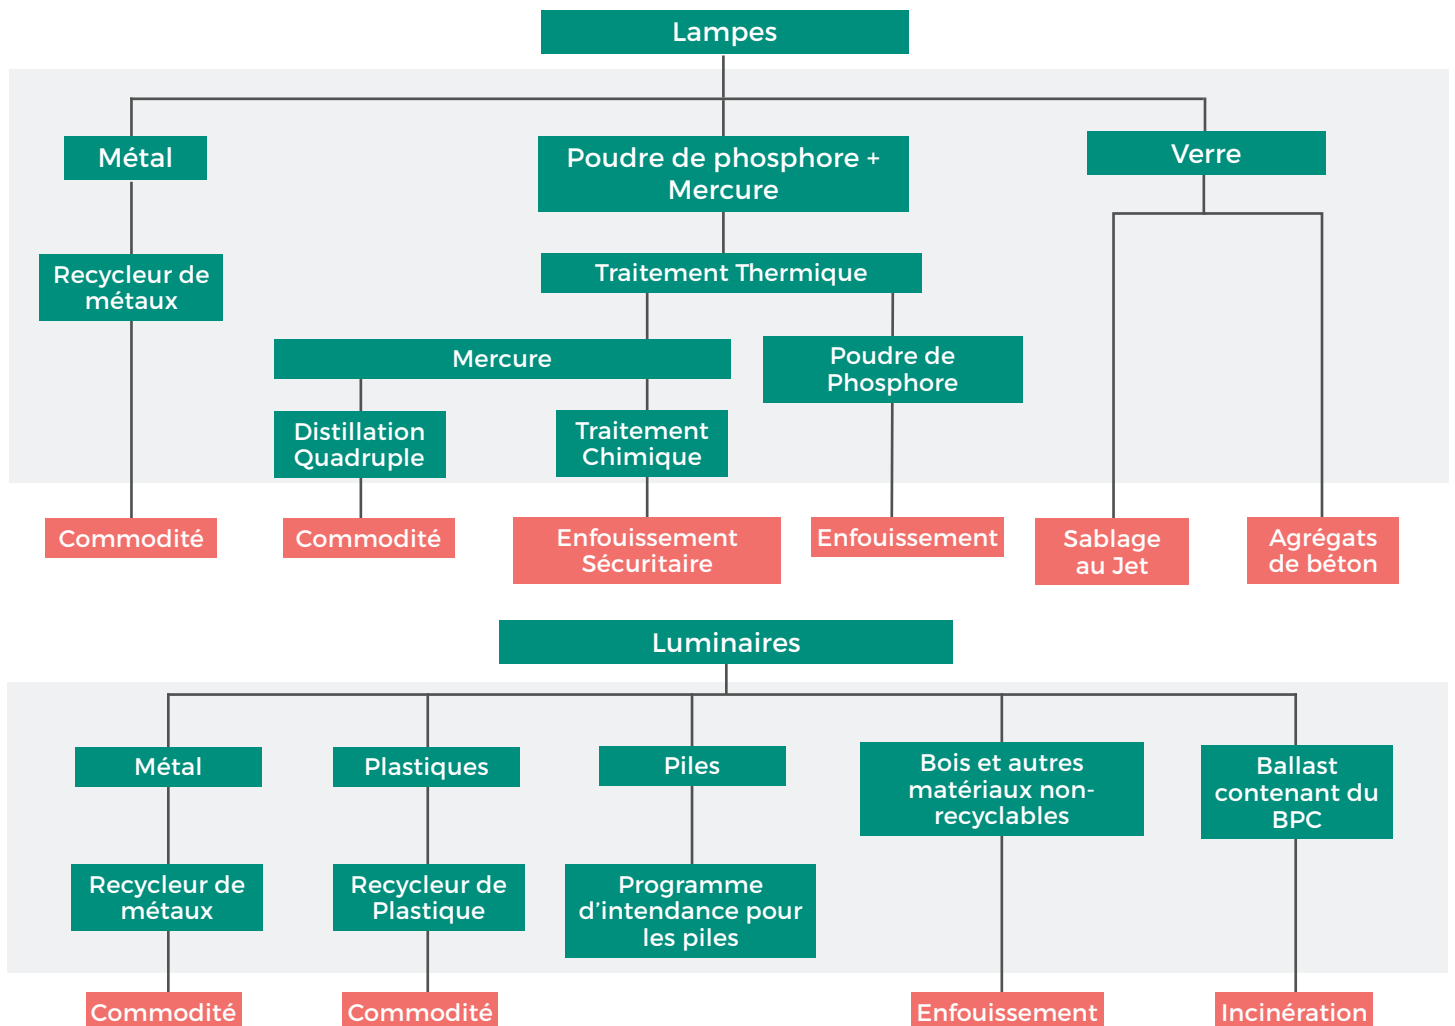 Lampes
Métal
Poudre de phosphore +
Mercure
Verre
Recycleur de
métaux
Traitement Thermique
Mercure
Poudre de
Phosphore
Distillation
Quadruple
Traitement
Chimique
Commodité
Commodité
Enfouissement
Sécuritaire
Enfouissement
Sablage
au Jet
Agrégats
de béton
Luminaires
Métal
Plastiques
Piles
Bois et autres
matériaux non-
recyclables
Ballast
contenant du
BPC
Recycleur de
métaux
Recycleur de
Plastique
Programme
d’intendance pour
les piles
Commodité
Commodité
Enfouissement
Incinération